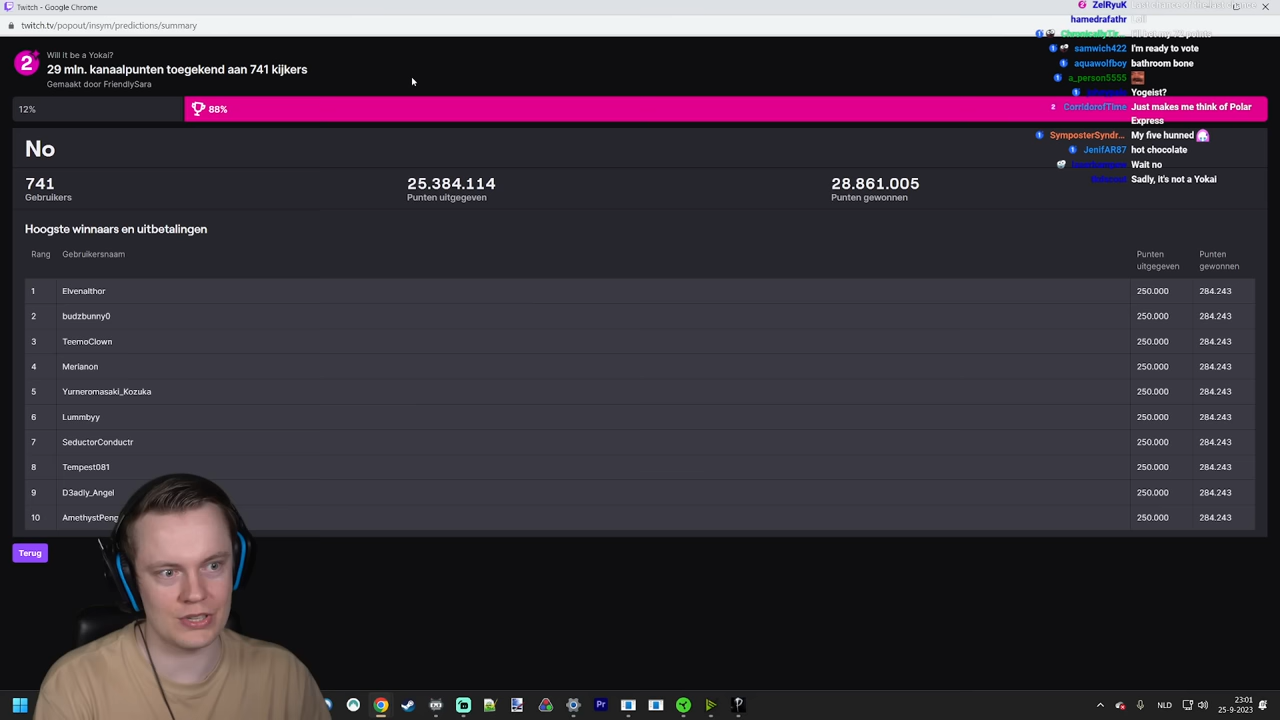 Twitch - Google Chrome
twitch.tv/popout/insym/predictions/summary
2
Will it be a Yokai?
29 mln. kanaalpunten toegekend aan 741 kijkers
Gemaakt door FriendlySara
12%
88%
No
741
Gebruikers
25.384.114
Punten uitgegeven
28.861.005
Punten gewonnen
Hoogste winnaars en uitbetalingen
Rang Gebruikersnaam Punten uitgegeven Punten gewonnen
1 Elvenalthor 250.000 284.243
2 budzbunny0 250.000 284.243
3 TeemoClown 250.000 284.243
4 Merlanon 250.000 284.243
5 Yurneromasaki_Kozuka 250.000 284.243
6 Lummbyy 250.000 284.243
7 SeductorConductr 250.000 284.243
8 Tempest081 250.000 284.243
9 D3adly_Angel 250.000 284.243
10 AmethystPeng 250.000 284.243
Terug
ZelRyuK
hamedrafathr
samwich422 I'm ready to vote
aquawolfboy bathroom bone
a_person5555
Yogeist?
2 CorridorofTime Just makes me think of Polar
Express
SymposterSyndr... My five hunned
JenifAR87 hot chocolate
Wait no
Sadly, it's not a Yokai
Pr
NLD
23:01
25-9-2023